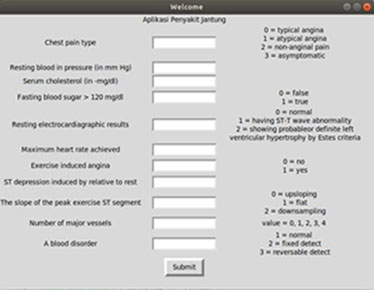 Welcome
Aplikasi Penyakit Jantung
Chest pain type
0 = typical angina
1 = atypical angina
2 = non-anginal pain
3 = asymptomatic
Resting blood in pressure (in mm Hg)
Serum cholesterol (in -mg/dl)
Fasting blood sugar > 120 mg/dl
0 = false
1 = true
Resting electrocardiographic results
0 = normal
1 = having ST-T wave abnormality
2 = showing probableor definite left
ventricular hypertrophy by Estes criteria
Maximum heart rate achieved
Exercise induced angina
0 = no
1 = yes
ST depression induced by relative to rest
The slope of the peak exercise ST segment
0 = upsloping
1 = flat
2 = downsampling
Number of major vessels
value = 0, 1, 2, 3, 4
A blood disorder
1 = normal
2 = fixed detect
3 = reversable detect
Submit